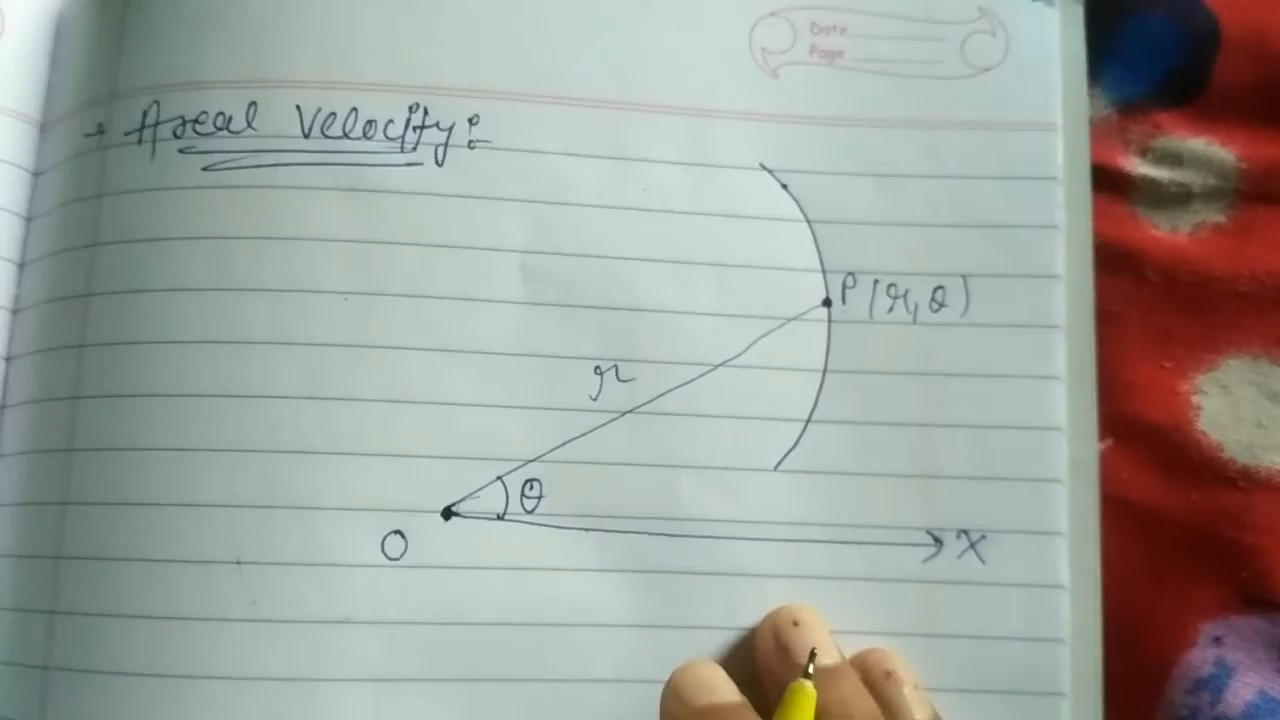 Date
Page
→ Areal Velocity:-
P(r,θ)
r
θ
O
X